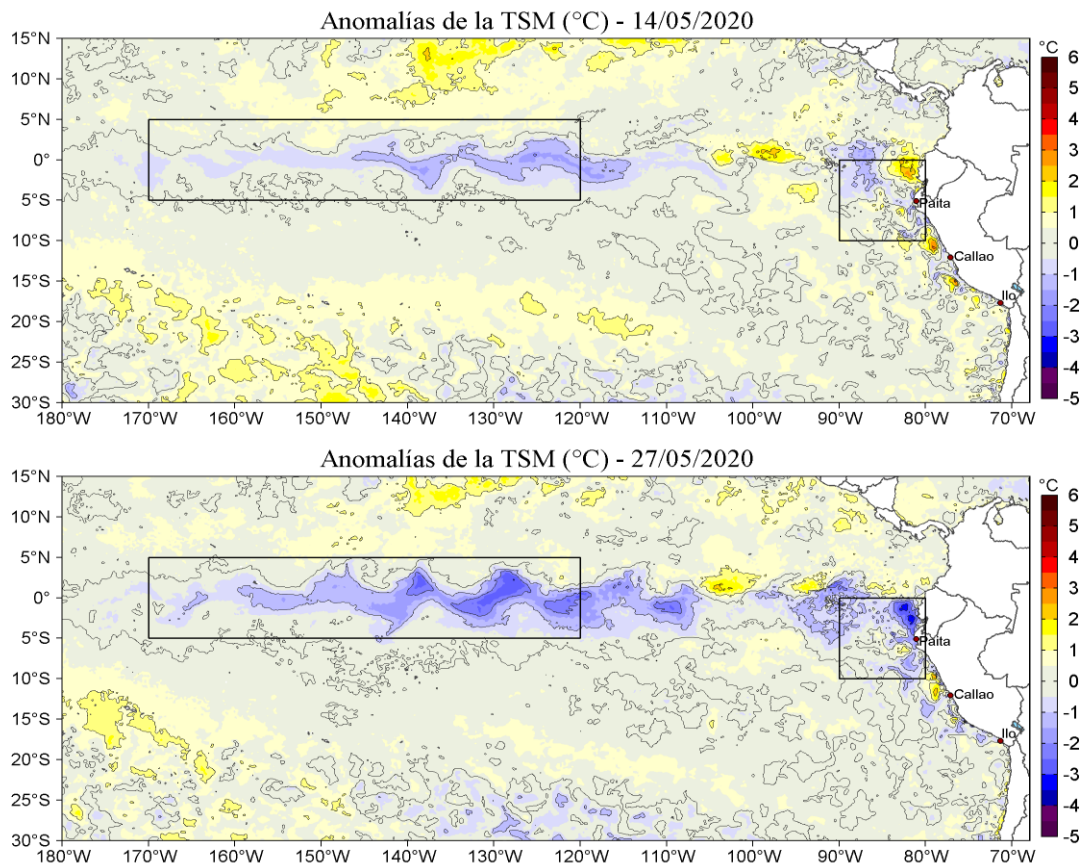 Anomalías de la TSM (°C) - 14/05/2020
15°N
10°N
5°N
0°
5°S
10°S
15°S
20°S
25°S
30°S
180°W 170°W 160°W 150°W 140°W 130°W 120°W 110°W 100°W 90°W 80°W 70°W
Paita
Callao
Ilo
°C
6
5
4
3
2
1
0
-1
-2
-3
-4
-5
Anomalías de la TSM (°C) - 27/05/2020
15°N
10°N
5°N
0°
5°S
10°S
15°S
20°S
25°S
30°S
180°W 170°W 160°W 150°W 140°W 130°W 120°W 110°W 100°W 90°W 80°W 70°W
Paita
Callao
Ilo
°C
6
5
4
3
2
1
0
-1
-2
-3
-4
-5